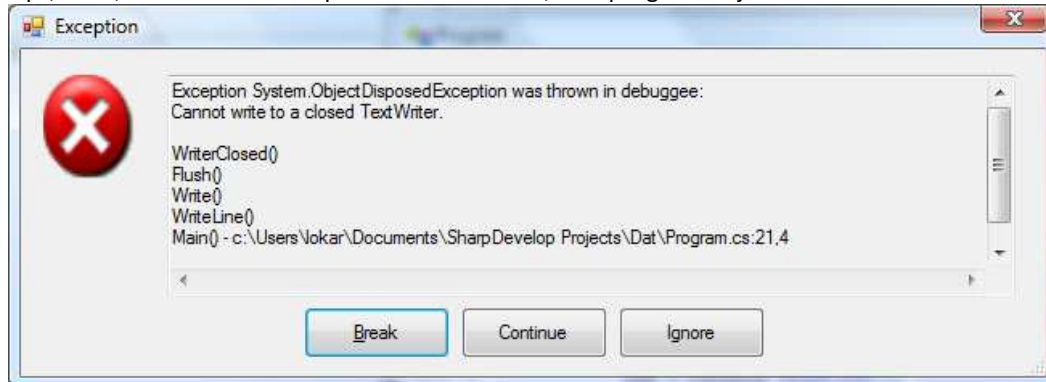 Exception
Exception System.ObjectDisposedException was thrown in debuggee:
Cannot write to a closed TextWriter.
WriterClosed()
Flush()
Write()
WriteLine()
Main() - c:\Users\lokar\Documents\SharpDevelop Projects\Dat\Program.cs:21,4
Break
Continue
Ignore